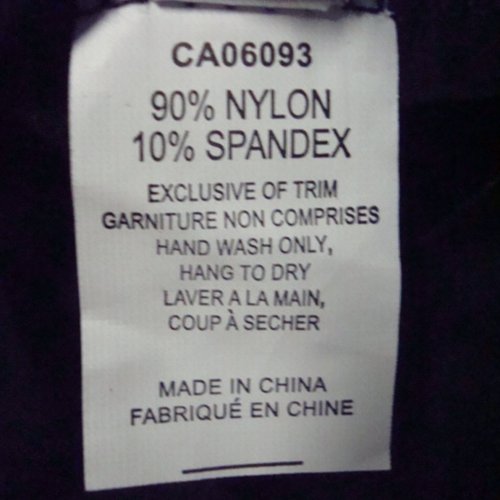 CA06093
90% NYLON
10% SPANDEX
EXCLUSIVE OF TRIM
GARNITURE NON COMPRISES
HAND WASH ONLY,
HANG TO DRY
LAVER A LA MAIN,
COUP À SECHER
MADE IN CHINA
FABRIQUÉ EN CHINE